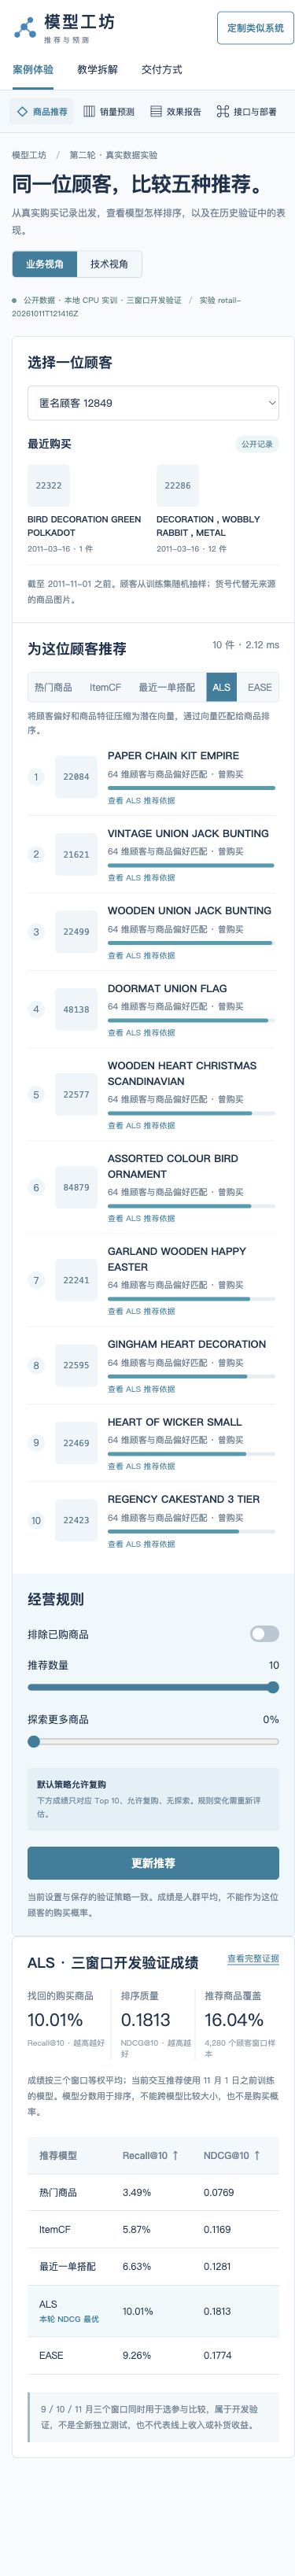 模型工坊
推荐与预测
定制类似系统
案例体验
教学拆解
交付方式
商品推荐
销量预测
效果报告
接口与部署
模型工坊 / 第二轮 · 真实数据实验
同一位顾客，比较五种推荐。
从真实购买记录出发，查看模型怎样排序，以及在历史验证中的表
现。
业务视角
技术视角
公开数据 · 本地 CPU 实训 · 三窗口开发验证 / 实验 retail-
20261011T121416Z
选择一位顾客
匿名顾客 12849
最近购买
公开记录
22322
22286
BIRD DECORATION GREEN
POLKADOT
2011-03-16 · 1 件
DECORATION , WOBBLY
RABBIT , METAL
2011-03-16 · 12 件
截至 2011-11-01 之前。顾客从训练集随机抽样；货号代替无来源
的商品图片。
为这位顾客推荐
10 件 · 2.12 ms
热门商品
ItemCF
最近一单搭配
ALS
EASE
将顾客偏好和商品特征压缩为潜在向量，通过向量匹配给商品排
序。
1
22084
PAPER CHAIN KIT EMPIRE
64 维顾客与商品偏好匹配 · 曾购买
查看 ALS 推荐依据
2
21621
VINTAGE UNION JACK BUNTING
64 维顾客与商品偏好匹配 · 曾购买
查看 ALS 推荐依据
3
22499
WOODEN UNION JACK BUNTING
64 维顾客与商品偏好匹配 · 曾购买
查看 ALS 推荐依据
4
48138
DOORMAT UNION FLAG
64 维顾客与商品偏好匹配 · 曾购买
查看 ALS 推荐依据
5
22577
WOODEN HEART CHRISTMAS
SCANDINAVIAN
64 维顾客与商品偏好匹配 · 曾购买
查看 ALS 推荐依据
6
84879
ASSORTED COLOUR BIRD
ORNAMENT
64 维顾客与商品偏好匹配 · 曾购买
查看 ALS 推荐依据
7
22241
GARLAND WOODEN HAPPY
EASTER
64 维顾客与商品偏好匹配 · 曾购买
查看 ALS 推荐依据
8
22595
GINGHAM HEART DECORATION
64 维顾客与商品偏好匹配 · 曾购买
查看 ALS 推荐依据
9
22469
HEART OF WICKER SMALL
64 维顾客与商品偏好匹配 · 曾购买
查看 ALS 推荐依据
10
22423
REGENCY CAKESTAND 3 TIER
64 维顾客与商品偏好匹配 · 曾购买
查看 ALS 推荐依据
经营规则
排除已购商品
推荐数量
10
探索更多商品
0%
默认策略允许复购
下方成绩只对应 Top 10、允许复购、无探索。规则变化需重新评
估。
更新推荐
当前设置与保存的验证策略一致。成绩是人群平均，不能作为这位
顾客的购买概率。
ALS · 三窗口开发验证成绩
查看完整证据
找回的购买商品
10.01%
Recall@10 · 越高越好
排序质量
0.1813
NDCG@10 · 越高越
好
推荐商品覆盖
16.04%
4,280 个顾客窗口样
本
成绩按三个窗口等权平均；当前交互推荐使用 11 月 1 日之前训练
的模型。模型分数用于排序，不能跨模型比较大小，也不是购买概
率。
推荐模型 Recall@10 ↑ NDCG@10 ↑
热门商品 3.49% 0.0769
ItemCF 5.87% 0.1169
最近一单搭配 6.63% 0.1281
ALS
本轮 NDCG 最优
10.01% 0.1813
EASE 9.26% 0.1774
9 / 10 / 11 月三个窗口同时用于选参与比较，属于开发验
证，不是全新独立测试，也不代表线上收入或补货收益。